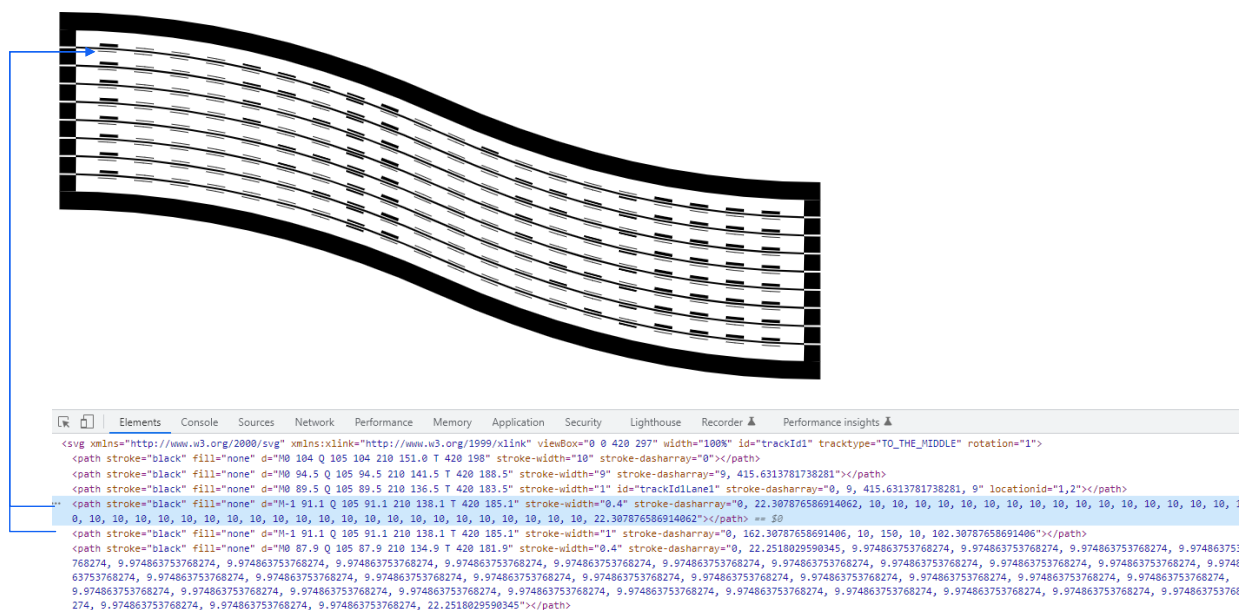 Elements Console Sources Network Performance Memory Application Security Lighthouse Recorder Performance insights
<svg xmlns="http://www.w3.org/2000/svg" xmlns:xlink="http://www.w3.org/1999/xlink" viewBox="0 0 420 297" width="100%" id="trackId1" tracktype="TO_THE_MIDDLE" rotation="1">
<path stroke="black" fill="none" d="M0 104 Q 105 104 210 151.0 T 420 198" stroke-width="10" stroke-dasharray="0"></path>
<path stroke="black" fill="none" d="M0 94.5 Q 105 94.5 210 141.5 T 420 188.5" stroke-width="9" stroke-dasharray="9, 415.6313781738281"></path>
<path stroke="black" fill="none" d="M0 89.5 Q 105 89.5 210 136.5 T 420 183.5" stroke-width="1" id="trackId1Lane1" stroke-dasharray="0, 9, 415.6313781738281, 9" locationid="1,2"></path>
<path stroke="black" fill="none" d="M-1 91.1 Q 105 91.1 210 138.1 T 420 185.1" stroke-width="0.4" stroke-dasharray="0, 22.307876586914062, 10, 10, 10, 10, 10, 10, 10, 10, 10, 10, 10, 10, 10, 10, 10, 1
0, 10, 10, 10, 10, 10, 10, 10, 10, 10, 10, 10, 10, 10, 10, 10, 10, 10, 10, 10, 10, 10, 22.307876586914062"></path> == $0
<path stroke="black" fill="none" d="M-1 91.1 Q 105 91.1 210 138.1 T 420 185.1" stroke-width="1" stroke-dasharray="0, 162.30787658691406, 10, 150, 10, 102.30787658691406"></path>
<path stroke="black" fill="none" d="M0 87.9 Q 105 87.9 210 134.9 T 420 181.9" stroke-width="0.4" stroke-dasharray="0, 22.2518029590345, 9.974863753768274, 9.974863753768274, 9.974863753768274, 9.974863753
768274, 9.974863753768274, 9.974863753768274, 9.974863753768274, 9.974863753768274, 9.974863753768274, 9.974863753768274, 9.974863753768274, 9.974863753768274, 9.974863753768274, 9.9748
63753768274, 9.974863753768274, 9.974863753768274, 9.974863753768274, 9.974863753768274, 9.974863753768274, 9.974863753768274, 9.974863753768274, 9.974863753768274, 9.974863753768274,
9.974863753768274, 9.974863753768274, 9.974863753768274, 9.974863753768274, 9.974863753768274, 9.974863753768274, 9.974863753768274, 9.974863753768274, 9.974863753768274, 9.9748637537682
274, 9.974863753768274, 9.974863753768274, 9.974863753768274, 22.2518029590345"></path>